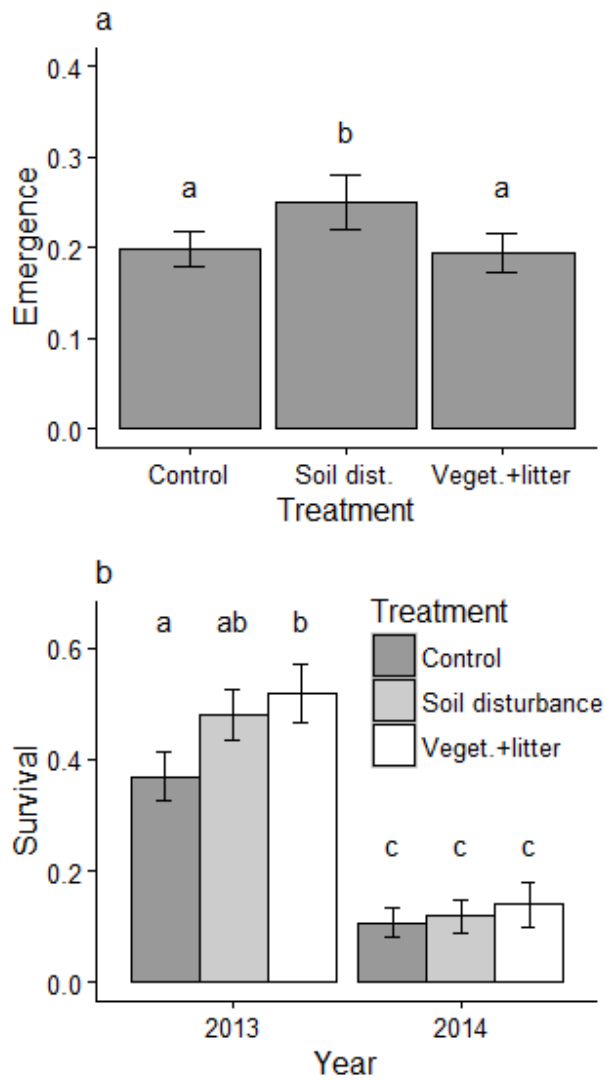 a
0.4
0.3
0.2
0.1
0.0
Emergence
a
b
a
Control
Soil dist.
Veget.+litter
Treatment
b
0.6
0.4
0.2
0.0
Survival
a
ab
b
c
c
c
Treatment
Control
Soil disturbance
Veget.+litter
2013
2014
Year